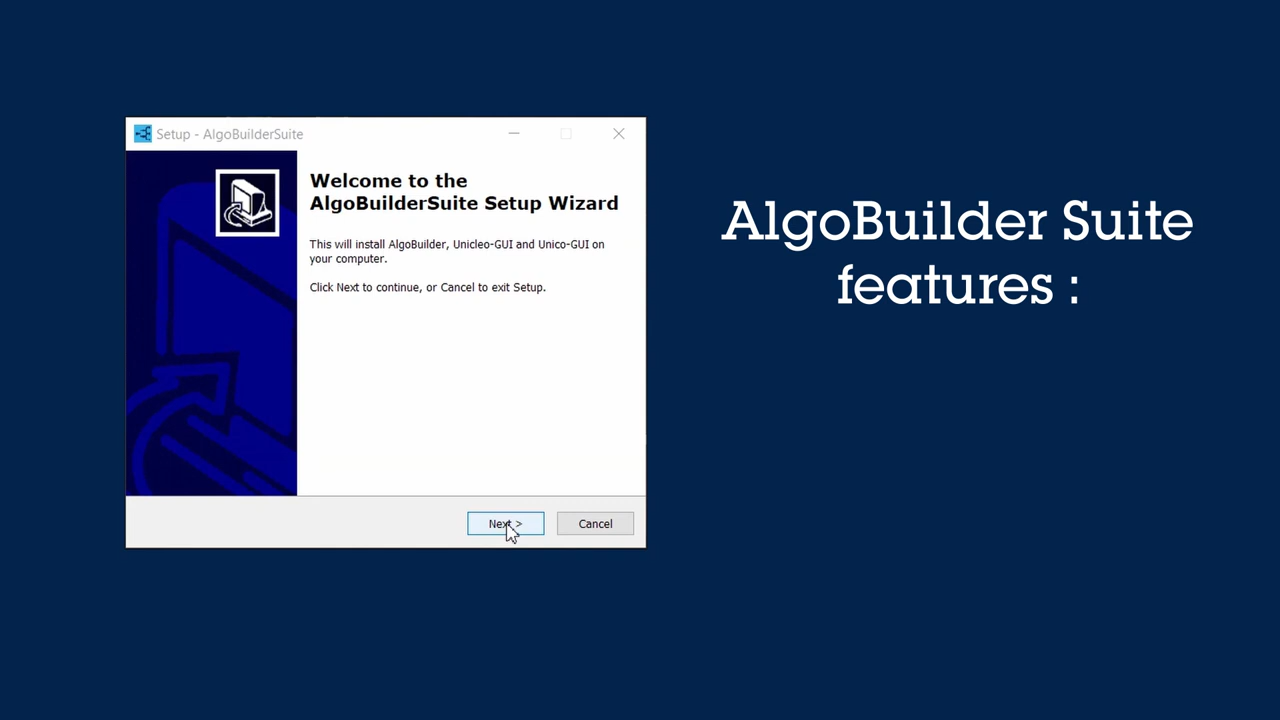 Setup - AlgoBuilderSuite
Welcome to the
AlgoBuilderSuite Setup Wizard
This will install AlgoBuilder, Unicleo-GUI and Unico-GUI on
your computer.
Click Next to continue, or Cancel to exit Setup.
Next >
Cancel
AlgoBuilder Suite
features :